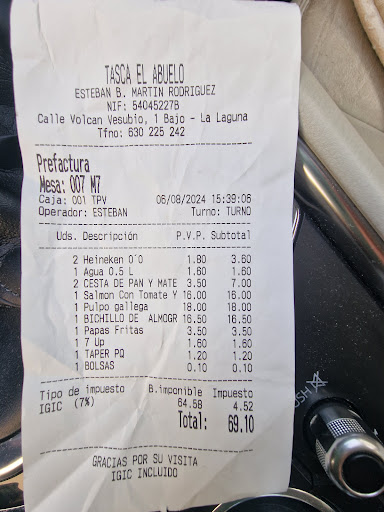 TASCA EL ABUELO
ESTEBAN B. MARTIN RODRIGUEZ
NIF: 54045227B
Calle Volcan Vesubio, 1 Bajo - La Laguna
Tfno: 630 225 242
Prefactura
Mesa: 007 M7
Caja: 001 TPV 06/08/2024 15:39:06
Operador: ESTEBAN Turno: TURNO
Uds. Descripción P.V.P. Subtotal
2 Heineken 0´0 1.80 3.60
1 Agua 0.5 L 1.60 1.60
2 CESTA DE PAN Y MATE 3.50 7.00
1 Salmon Con Tomate Y 16.00 16.00
1 Pulpo gallega 18.00 18.00
1 BICHILLO DE ALMOGR 16.50 16.50
1 Papas Fritas 3.50 3.50
1 7 Up 1.60 1.60
1 TAPER PQ 1.20 1.20
1 BOLSAS 0.10 0.10
Tipo de impuesto B.imponible Impuesto
IGIC (7%) 64.58 4.52
Total: 69.10
GRACIAS POR SU VISITA
IGIC INCLUIDO